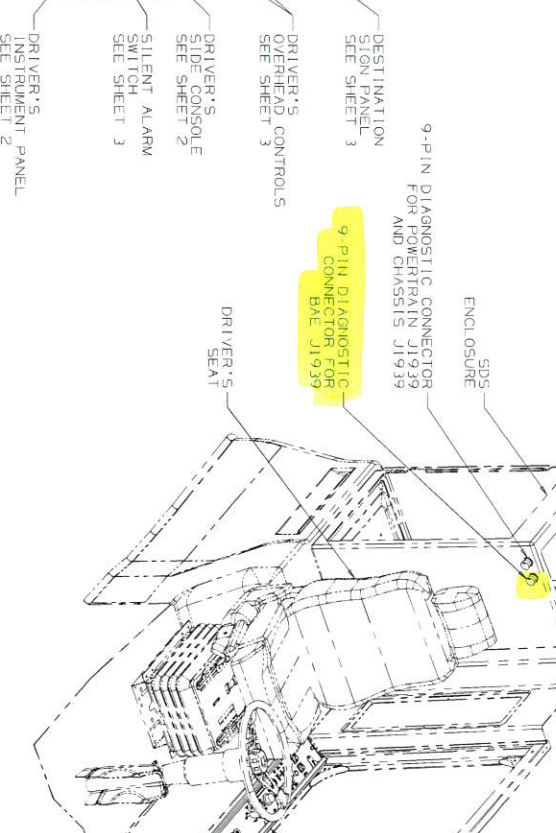 SDS
ENCLOSURE
9-PIN DIAGNOSTIC CONNECTOR
FOR POWERTRAIN J1939
AND CHASSIS J1939
DESTINATION
SIGN PANEL
SEE SHEET 3
9-PIN DIAGNOSTIC
CONNECTOR FOR
BAE J1939
DRIVER'S
OVERHEAD CONTROLS
SEE SHEET 3
DRIVER'S
SEAT
DRIVER'S
SIDE CONSOLE
SEE SHEET 2
SILENT ALARM
SWITCH
SEE SHEET 3
DRIVER'S
INSTRUMENT PANEL
SEE SHEET 2